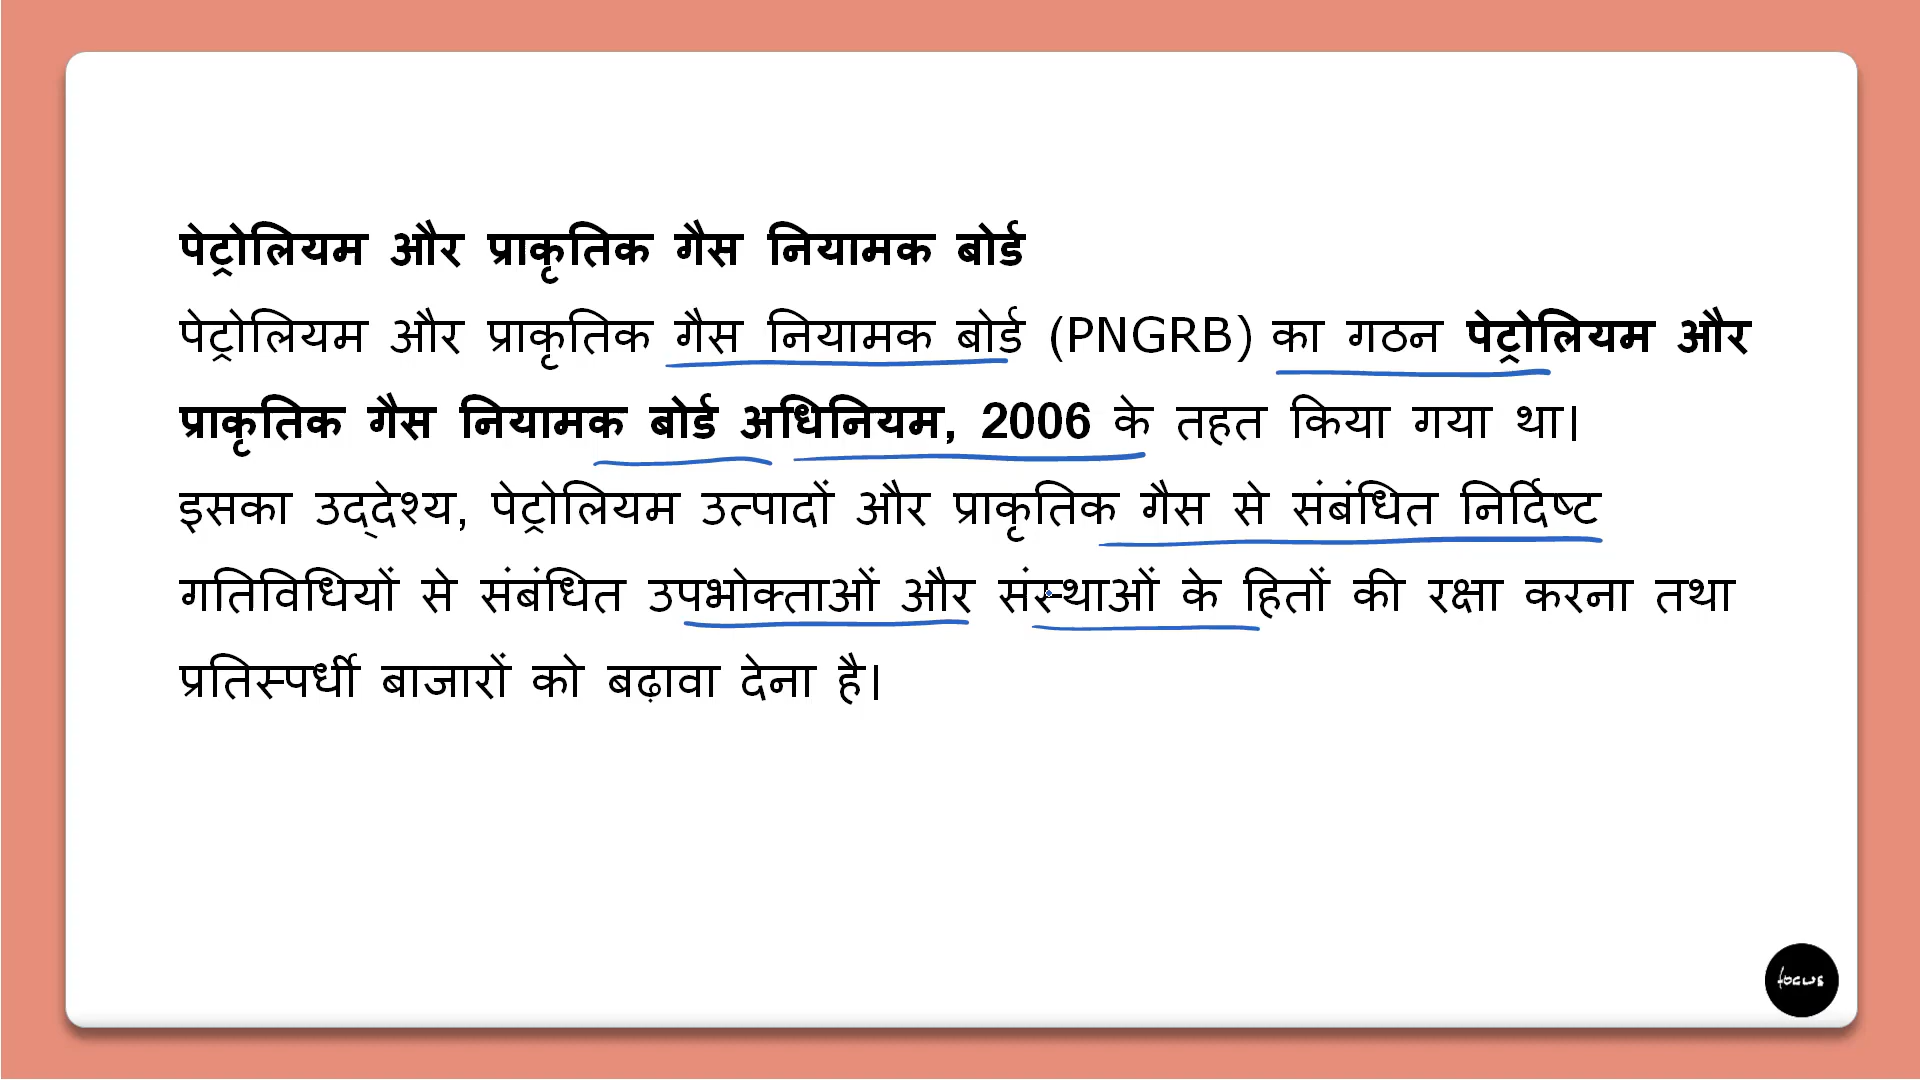 पेट्रोलियम और प्राकृतिक गैस नियामक बोर्ड
पेट्रोलियम और प्राकृतिक गैस नियामक बोर्ड (PNGRB) का गठन पेट्रोलियम और
प्राकृतिक गैस नियामक बोर्ड अधिनियम, 2006 के तहत किया गया था।
इसका उद्देश्य, पेट्रोलियम उत्पादों और प्राकृतिक गैस से संबंधित निर्दिष्ट
गतिविधियों से संबंधित उपभोक्ताओं और संस्थाओं के हितों की रक्षा करना तथा
प्रतिस्पर्धी बाजारों को बढ़ावा देना है।
focus